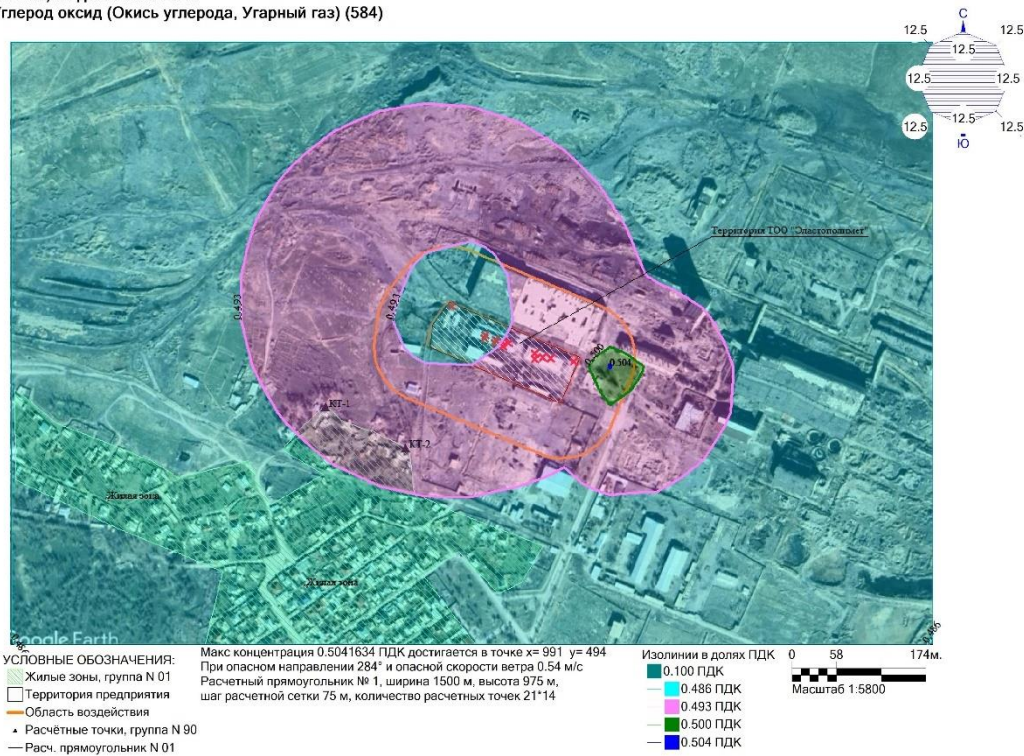 глерод оксид (Окись углерода, Угарный газ) (584)
С
12.5
12.5
12.5
12.5
12.5
12.5
12.5
12.5
Ю
Территория ТОО "Эластополимет"
0.493
0.493
0.500
0.504
КТ-1
КТ-2
Жилая зона
Жилая зона
Google Earth
0.486
УСЛОВНЫЕ ОБОЗНАЧЕНИЯ:
Жилые зоны, группа N 01
Территория предприятия
Область воздействия
Расчётные точки, группа N 90
Расч. прямоугольник N 01
Макс концентрация 0.5041634 ПДК достигается в точке x= 991 y= 494
При опасном направлении 284° и опасной скорости ветра 0.54 м/с
Расчетный прямоугольник № 1, ширина 1500 м, высота 975 м,
шаг расчетной сетки 75 м, количество расчетных точек 21*14
Изолинии в долях ПДК
0.100 ПДК
0.486 ПДК
0.493 ПДК
0.500 ПДК
0.504 ПДК
0 58 174м.
Масштаб 1:5800